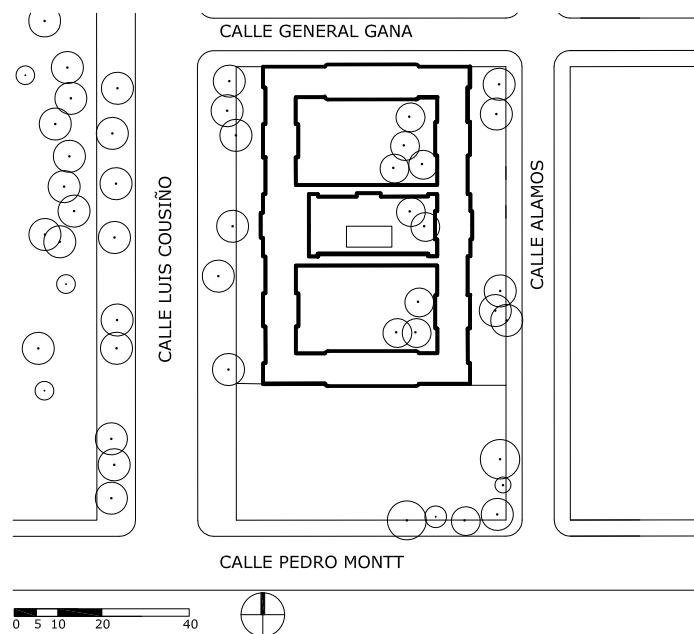 CALLE GENERAL GANA
CALLE LUIS COUSIÑO
CALLE ALAMOS
CALLE PEDRO MONTT
0 5 10 20 40